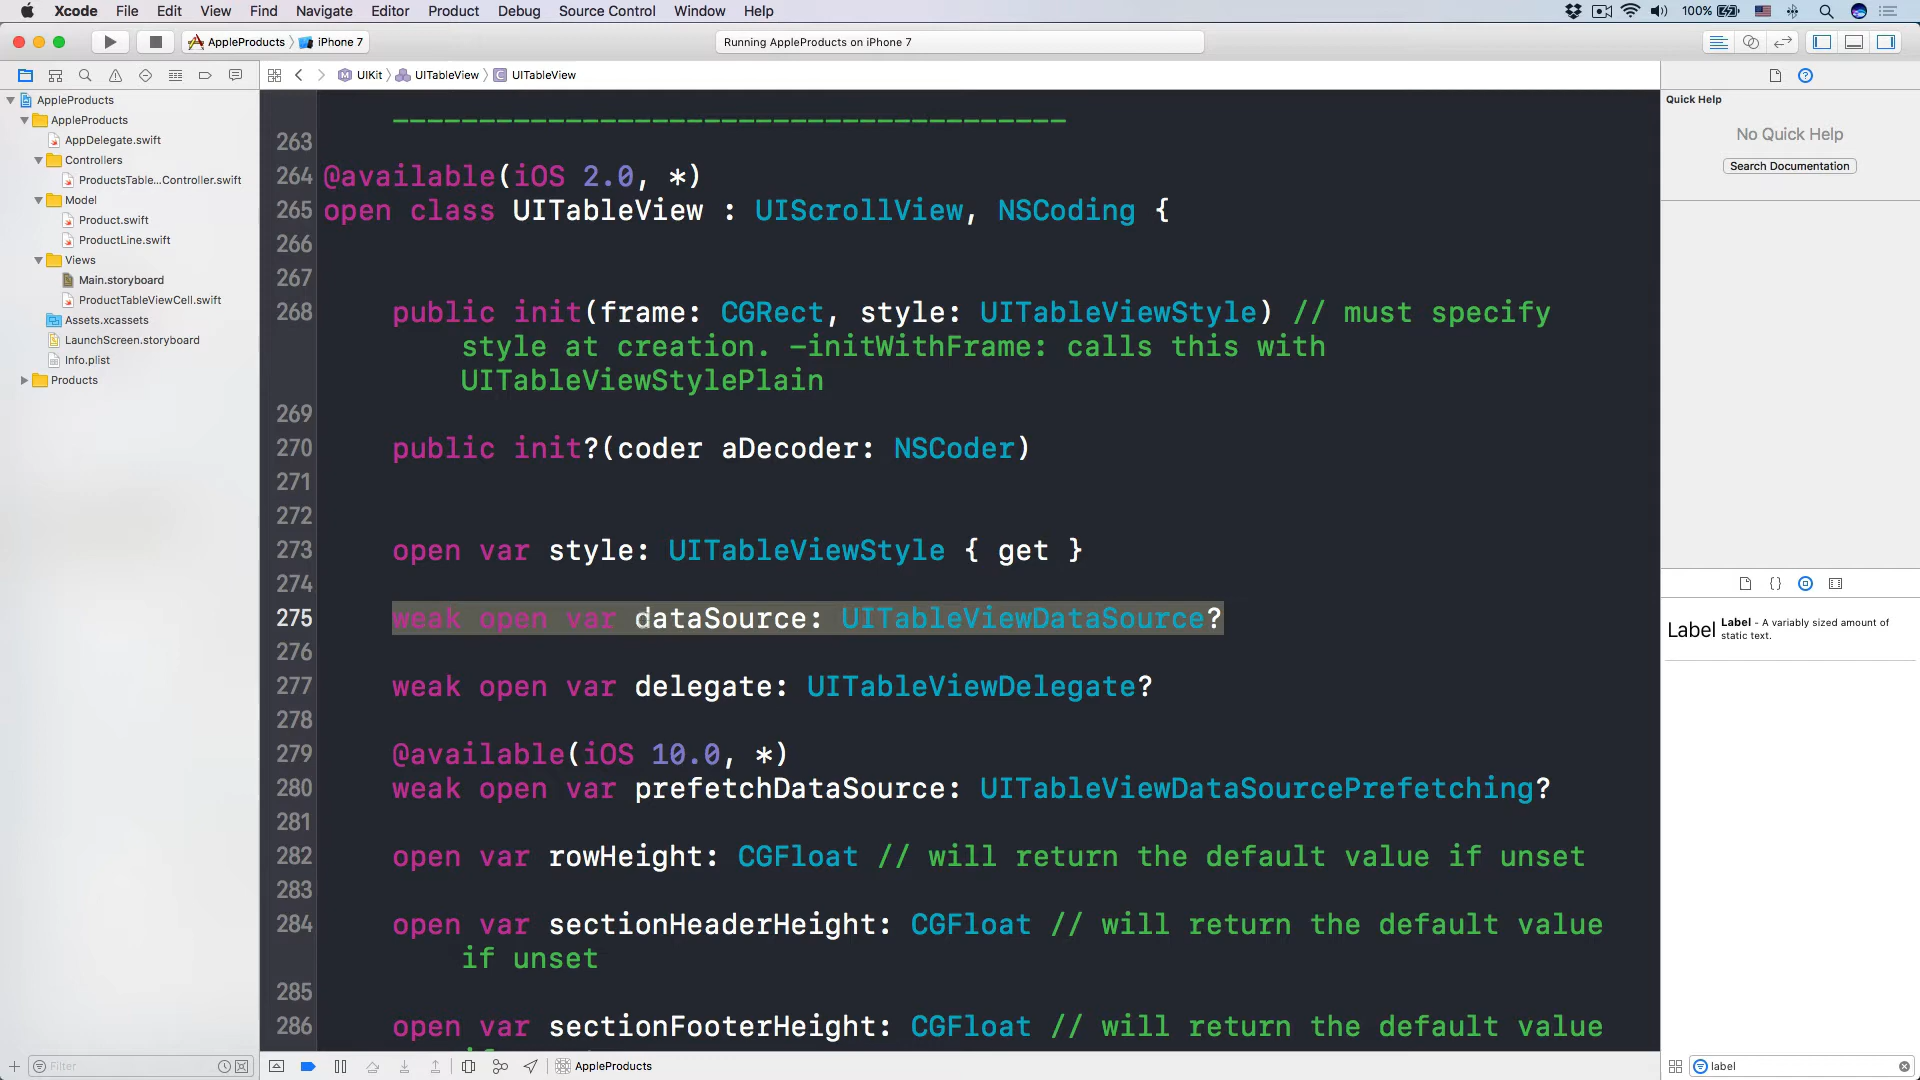 Xcode File Edit View Find Navigate Editor Product Debug Source Control Window Help 100%
AppleProducts iPhone 7 Running AppleProducts on iPhone 7
UIKit UITableView C UITableView
AppleProducts
AppleProducts
AppDelegate.swift
Controllers
ProductsTable...Controller.swift
Model
Product.swift
ProductLine.swift
Views
Main.storyboard
ProductTableViewCell.swift
Assets.xcassets
LaunchScreen.storyboard
Info.plist
Products
Filter
263
264 @available(iOS 2.0, *)
265 open class UITableView : UIScrollView, NSCoding {
266
267
268 public init(frame: CGRect, style: UITableViewStyle) // must specify
style at creation. -initWithFrame: calls this with
UITableViewStylePlain
269
270 public init?(coder aDecoder: NSCoder)
271
272
273 open var style: UITableViewStyle { get }
274
275 weak open var dataSource: UITableViewDataSource?
276
277 weak open var delegate: UITableViewDelegate?
278
279 @available(iOS 10.0, *)
280 weak open var prefetchDataSource: UITableViewDataSourcePrefetching?
281
282 open var rowHeight: CGFloat // will return the default value if unset
283
284 open var sectionHeaderHeight: CGFloat // will return the default value
if unset
285
286 open var sectionFooterHeight: CGFloat // will return the default value
AppleProducts
Quick Help
No Quick Help
Search Documentation
Label Label - A variably sized amount of
static text.
label